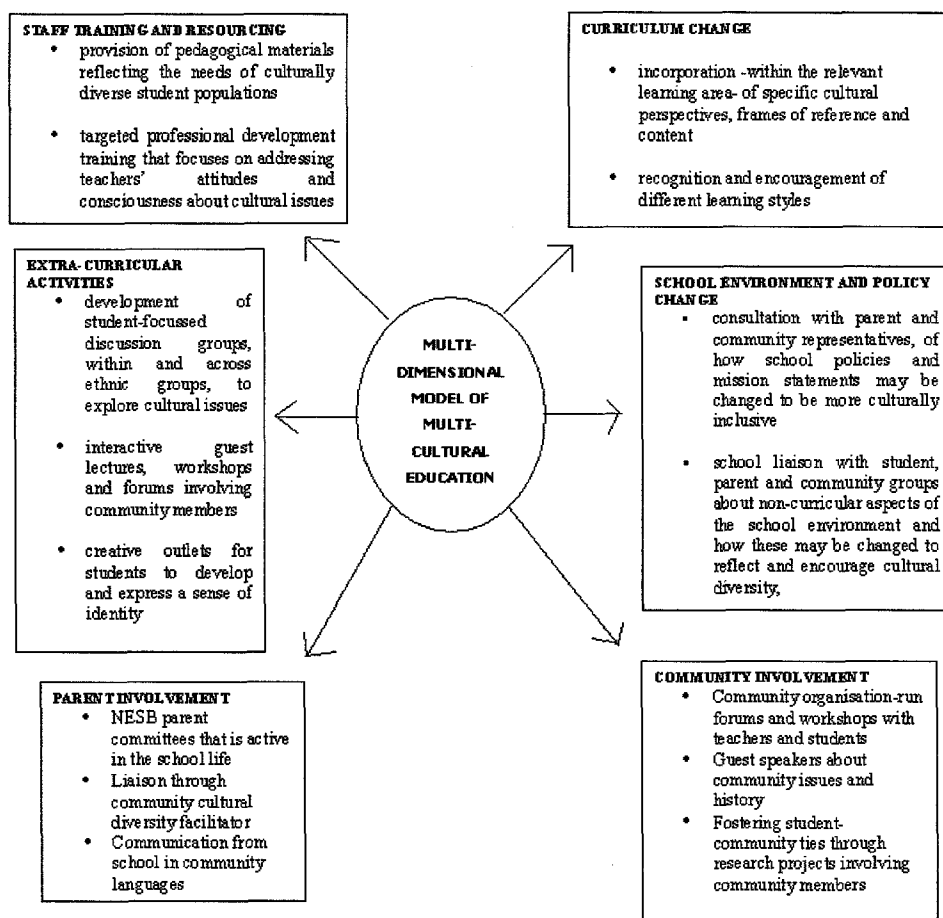 STAFF TRAINING AND RESOURCING
• provision of pedagogical materials
reflecting the needs of culturally
diverse student populations
• targeted professional development
training that focuses on addressing
teachers' attitudes and
consciousness about cultural issues
CURRICULUM CHANGE
• incorporation -within the relevant
learning area- of specific cultural
perspectives, frames of reference and
content
• recognition and encouragement of
different learning styles
EXTRA- CURRICULAR
ACTIVITIES
• development of
student-focussed
discussion groups,
within and across
ethnic groups, to
explore cultural issues
• interactive guest
lectures, workshops
and forums involving
community members
• creative outlets for
students to develop
and express a sense of
identity
MULTI-
DIMENSIONAL
MODEL OF
MULTI-
CULTURAL
EDUCATION
SCHOOL ENVIRONMENT AND POLICY
CHANGE
▪ consultation with parent and
community representatives, of
how school policies and
mission statements may be
changed to be more culturally
inclusive
▪ school liaison with student,
parent and community groups
about non-curricular aspects of
the school environment and
how these may be changed to
reflect and encourage cultural
diversity,
PARENT INVOLVEMENT
• NESB parent
committees that is active
in the school life
• Liaison through
community cultural
diversity facilitator
• Communication from
school in community
languages
COMMUNITY INVOLVEMENT
• Community organisation-run
forums and workshops with
teachers and students
• Guest speakers about
community issues and
history
• Fostering student-
community ties through
research projects involving
community members